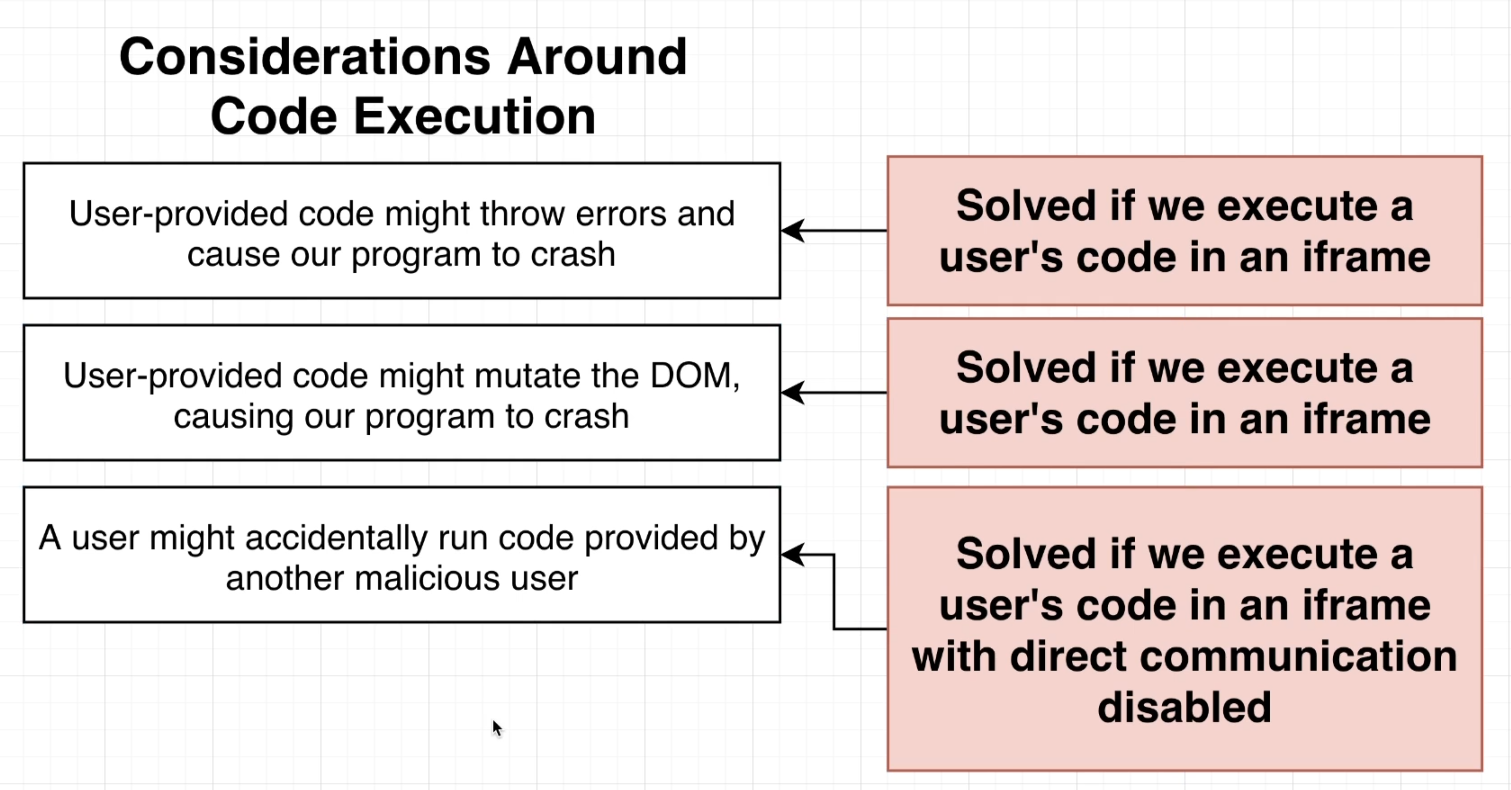 Considerations Around
Code Execution
User-provided code might throw errors and
cause our program to crash
Solved if we execute a
user's code in an iframe
User-provided code might mutate the DOM,
causing our program to crash
Solved if we execute a
user's code in an iframe
A user might accidentally run code provided by
another malicious user
Solved if we execute a
user's code in an iframe
with direct communication
disabled